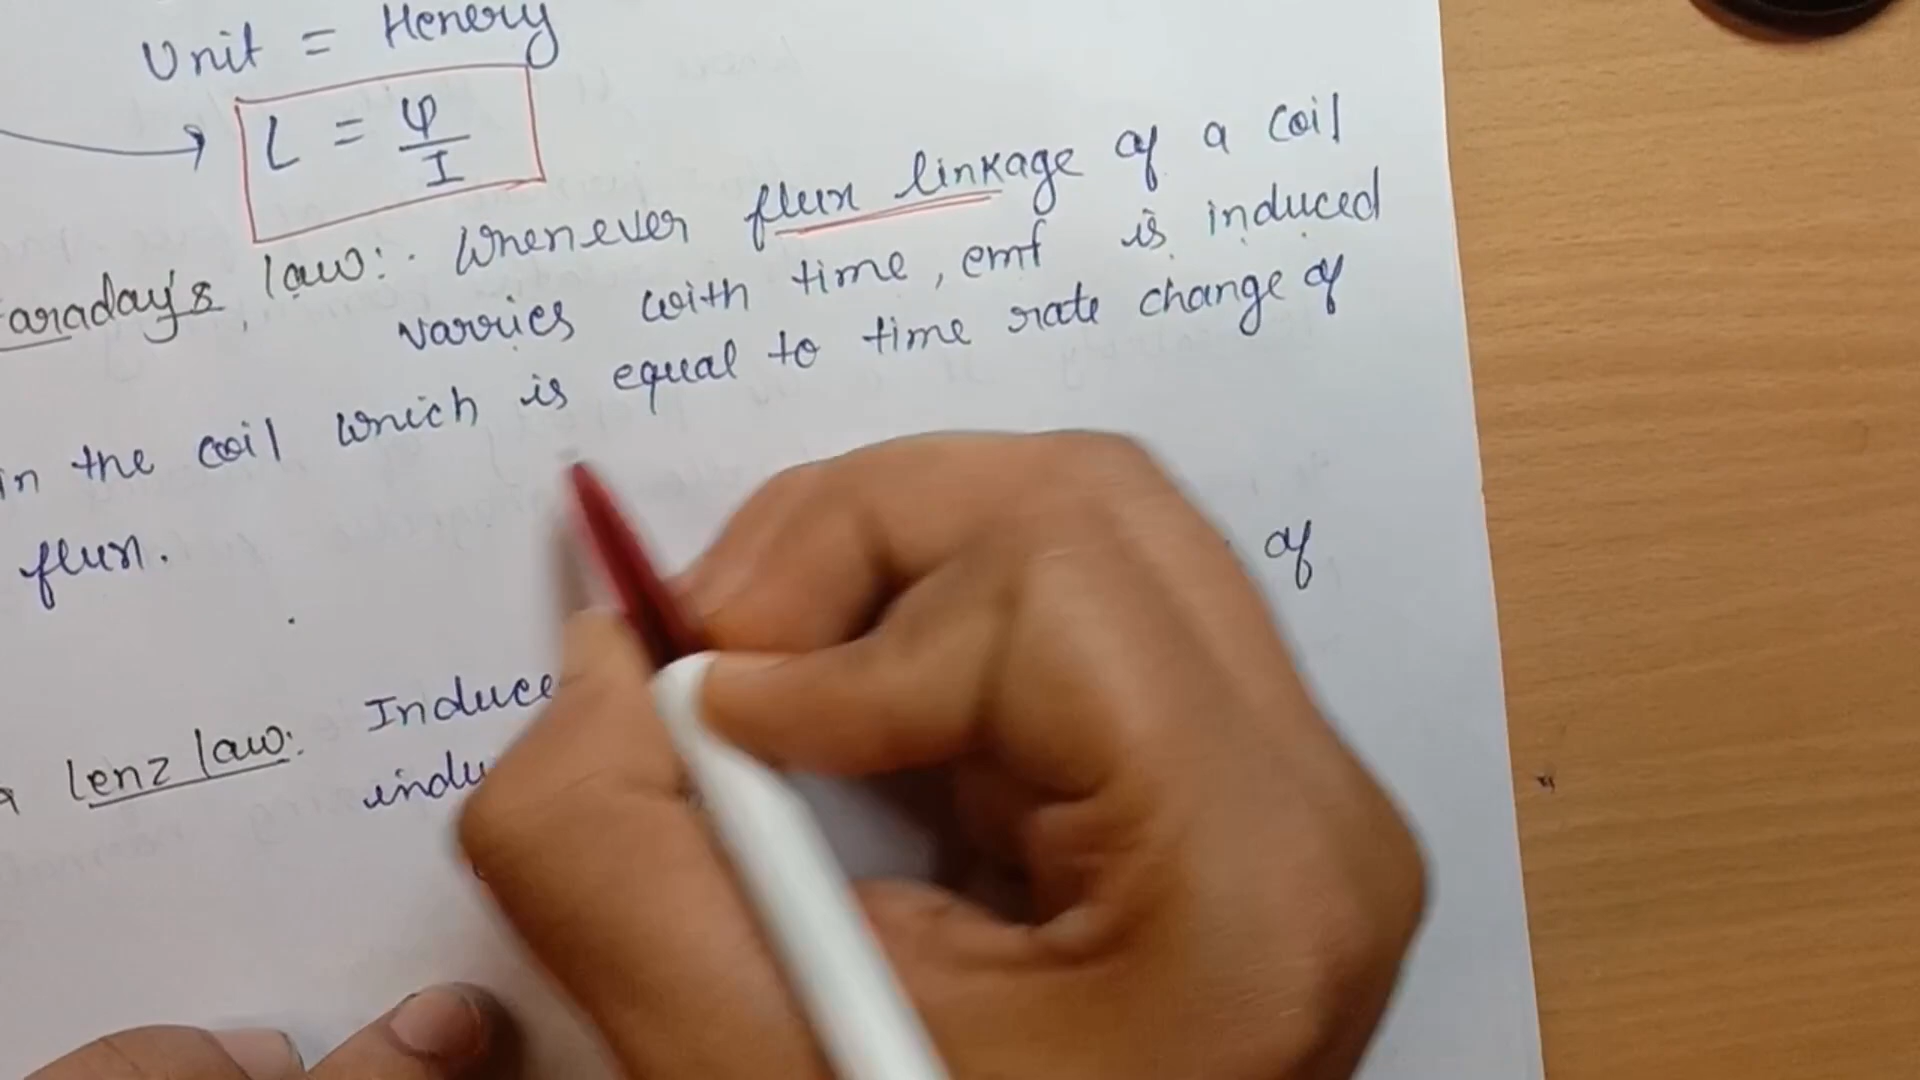 Unit = Henery
L = φ/I
araday's law:. Whenever flux linkage of a coil
varries with time, emf is induced
in the coil which is equal to time rate change of
flux.
of
lenz law:. Induce
indu